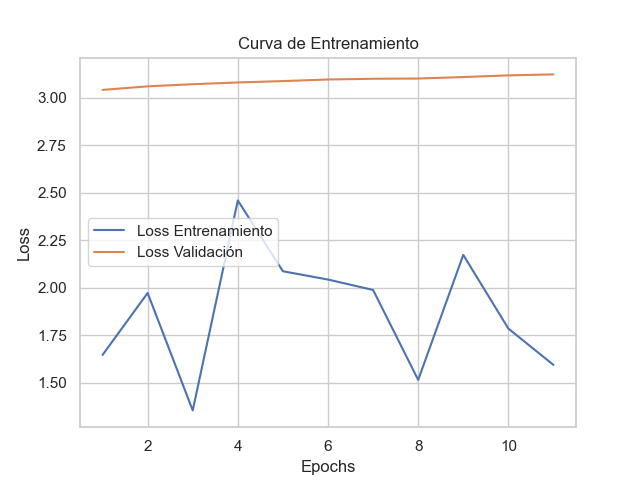 Curva de Entrenamiento
3.00
2.75
2.50
2.25
2.00
1.75
1.50
Loss
Loss Entrenamiento
Loss Validación
2
4
6
8
10
Epochs